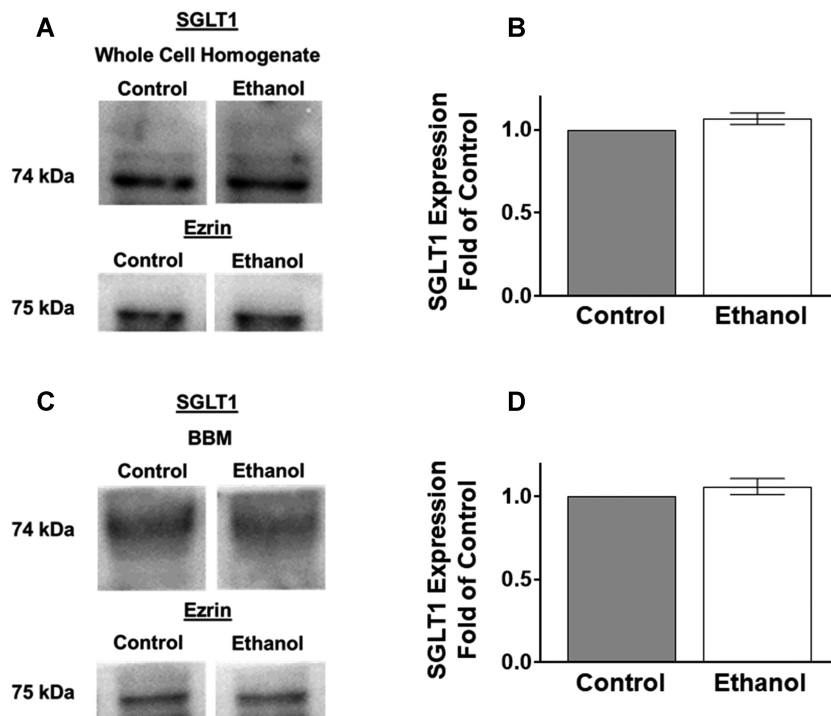 A
SGLT1
Whole Cell Homogenate
Control Ethanol
74 kDa
Ezrin
Control Ethanol
75 kDa
B
SGLT1 Expression
Fold of Control
1.0
0.5
0.0
Control Ethanol
C
SGLT1
BBM
Control Ethanol
74 kDa
Ezrin
Control Ethanol
75 kDa
D
SGLT1 Expression
Fold of Control
1.0
0.5
0.0
Control Ethanol